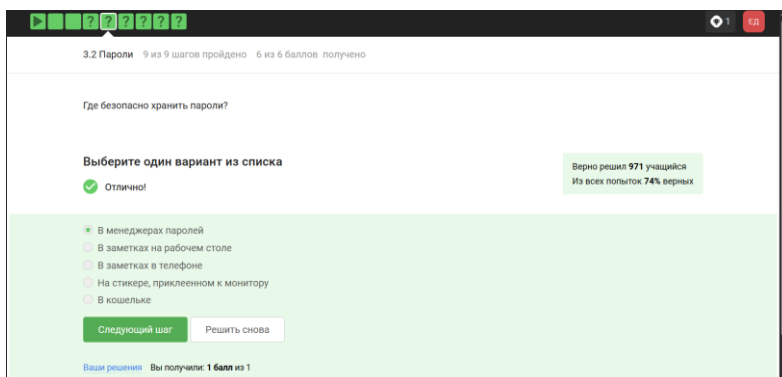 ? ? ? ? ? ?
1
ЕД
3.2 Пароли 9 из 9 шагов пройдено 6 из 6 баллов получено
Где безопасно хранить пароли?
Выберите один вариант из списка
Отлично!
Верно решил 971 учащийся
Из всех попыток 74% верных
В менеджерах паролей
В заметках на рабочем столе
В заметках в телефоне
На стикере, приклеенном к монитору
В кошельке
Следующий шаг Решить снова
Ваши решения Вы получили: 1 балл из 1